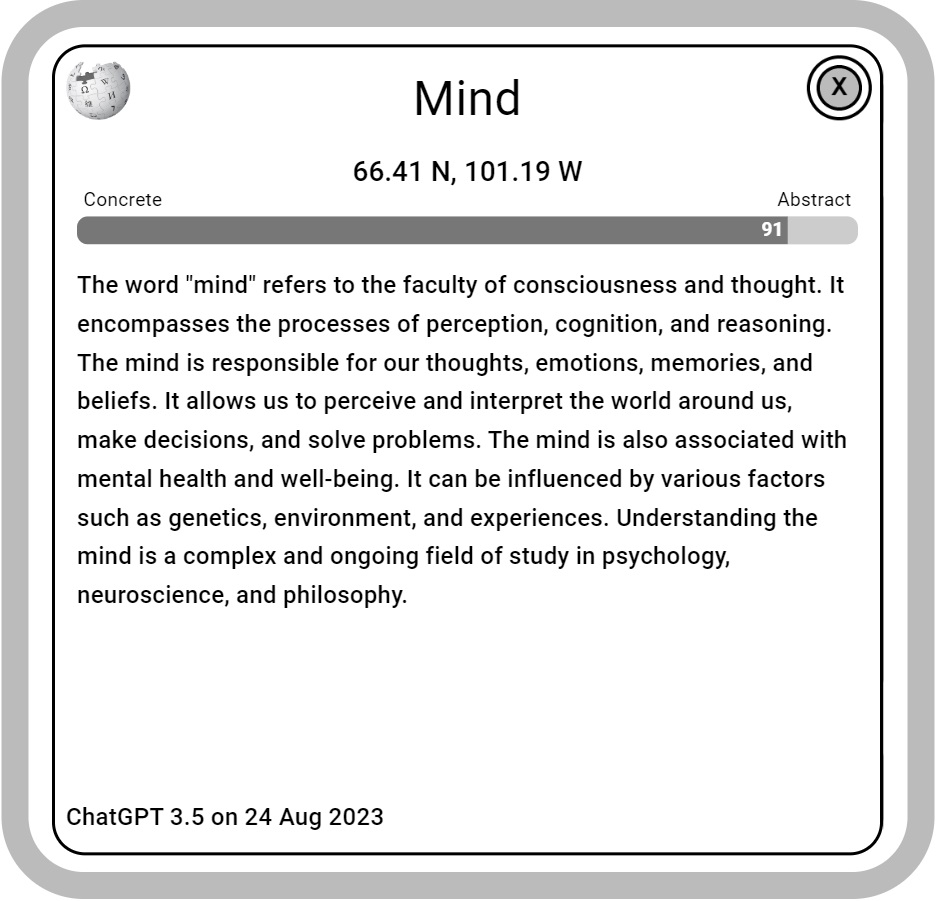 Mind
X
66.41 N, 101.19 W
Concrete
Abstract
91
The word "mind" refers to the faculty of consciousness and thought. It
encompasses the processes of perception, cognition, and reasoning.
The mind is responsible for our thoughts, emotions, memories, and
beliefs. It allows us to perceive and interpret the world around us,
make decisions, and solve problems. The mind is also associated with
mental health and well-being. It can be influenced by various factors
such as genetics, environment, and experiences. Understanding the
mind is a complex and ongoing field of study in psychology,
neuroscience, and philosophy.
ChatGPT 3.5 on 24 Aug 2023